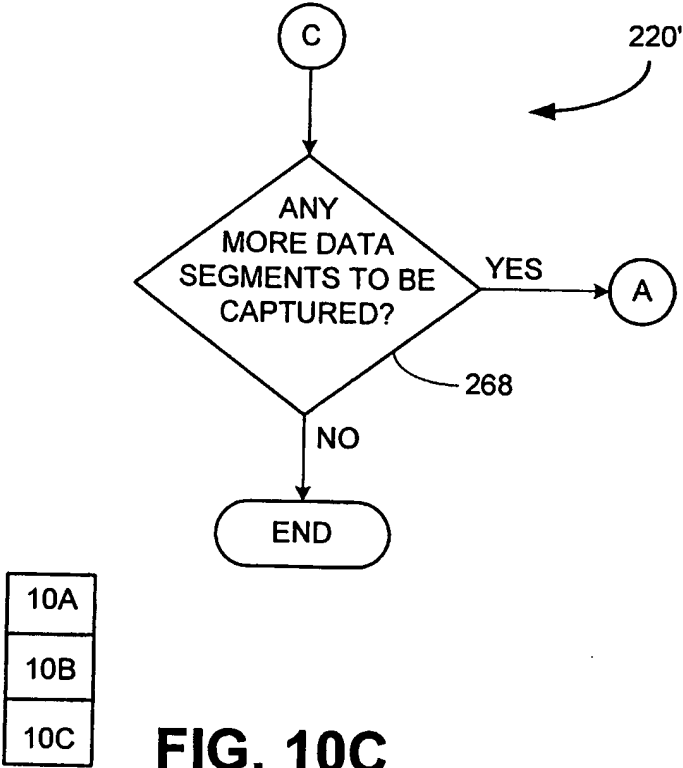 C
220'
ANY
MORE DATA
SEGMENTS TO BE
CAPTURED?
YES
A
268
NO
END
10A
10B
10C
FIG. 10C